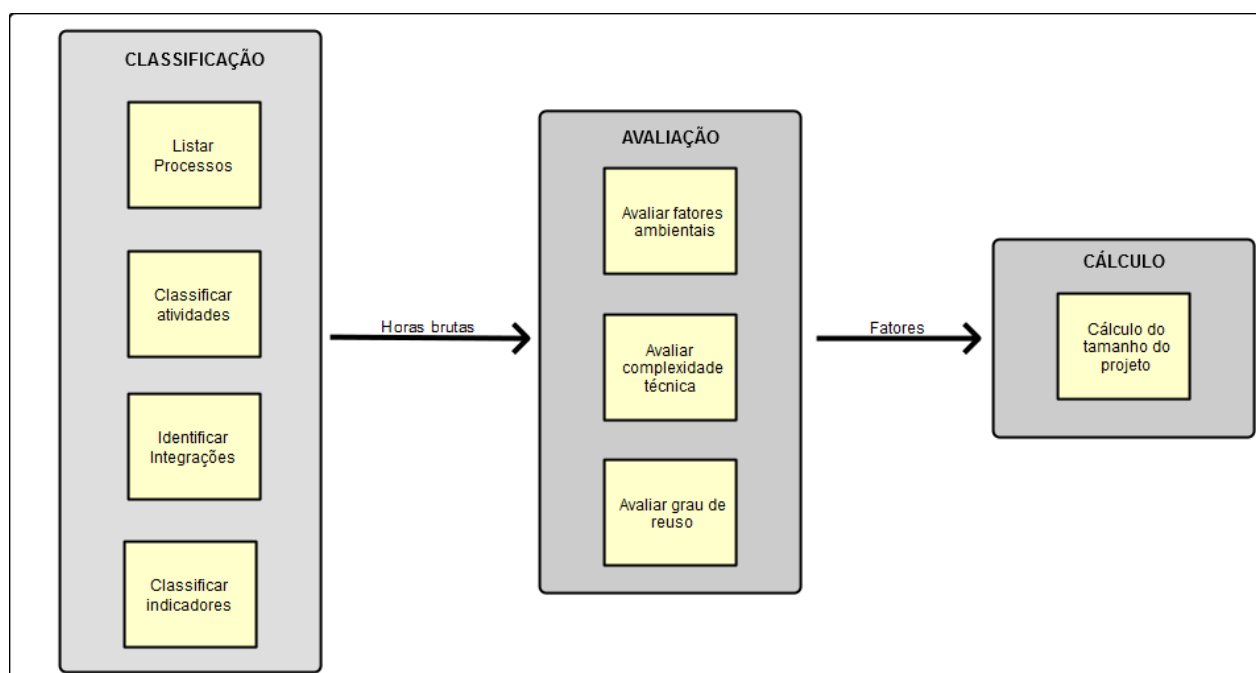 CLASSIFICAÇÃO
Listar
Processos
Classificar
atividades
Identificar
Integrações
Classificar
indicadores
Horas brutas
AVALIAÇÃO
Avaliar fatores
ambientais
Avaliar
complexidade
técnica
Avaliar grau de
reuso
Fatores
CÁLCULO
Cálculo do
tamanho do
projeto